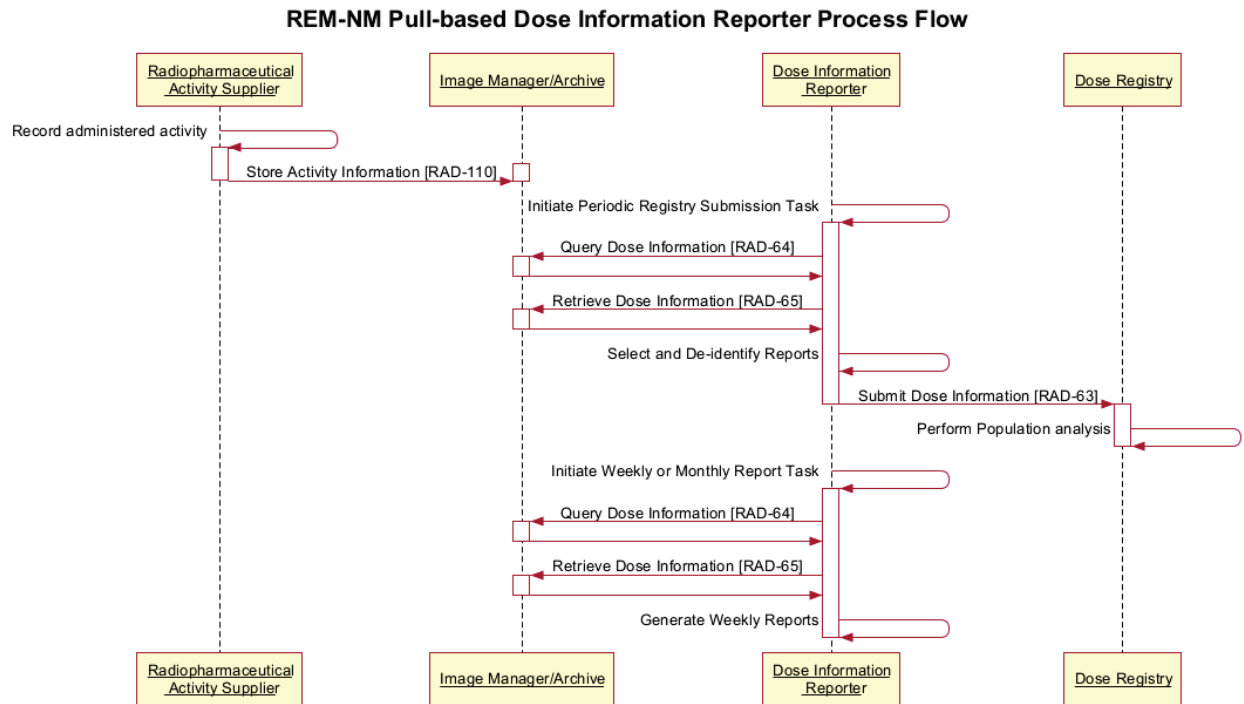 REM-NM Pull-based Dose Information Reporter Process Flow
Radiopharmaceutical
Activity Supplier
Image Manager/Archive
Dose Information
Reporter
Dose Registry
Record administered activity
Store Activity Information [RAD-110]
Initiate Periodic Registry Submission Task
Query Dose Information [RAD-64]
Retrieve Dose Information [RAD-65]
Select and De-identify Reports
Submit Dose Information [RAD-63]
Perform Population analysis
Initiate Weekly or Monthly Report Task
Query Dose Information [RAD-64]
Retrieve Dose Information [RAD-65]
Generate Weekly Reports
Radiopharmaceutical
Activity Supplier
Image Manager/Archive
Dose Information
Reporter
Dose Registry